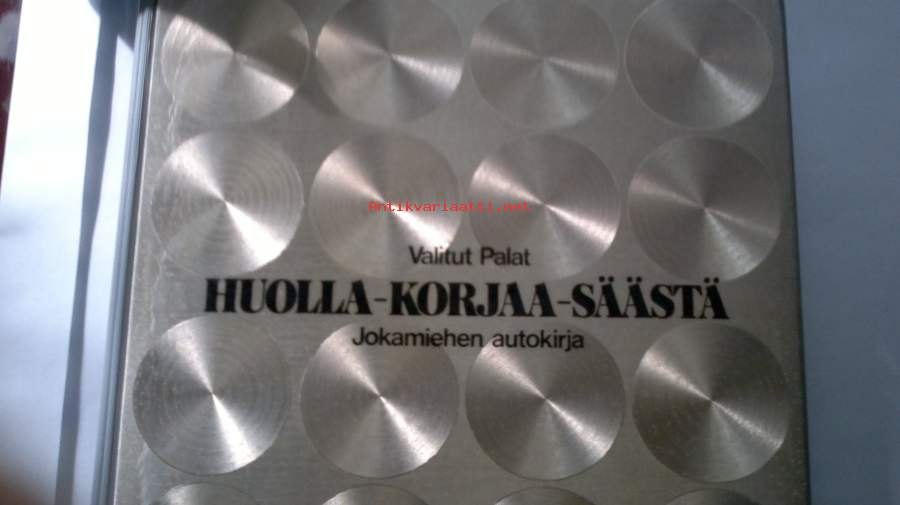 Antikvariaatti.net
Valitut Palat
HUOLLA-KORJAA-SÄÄSTÄ
Jokamiehen autokirja